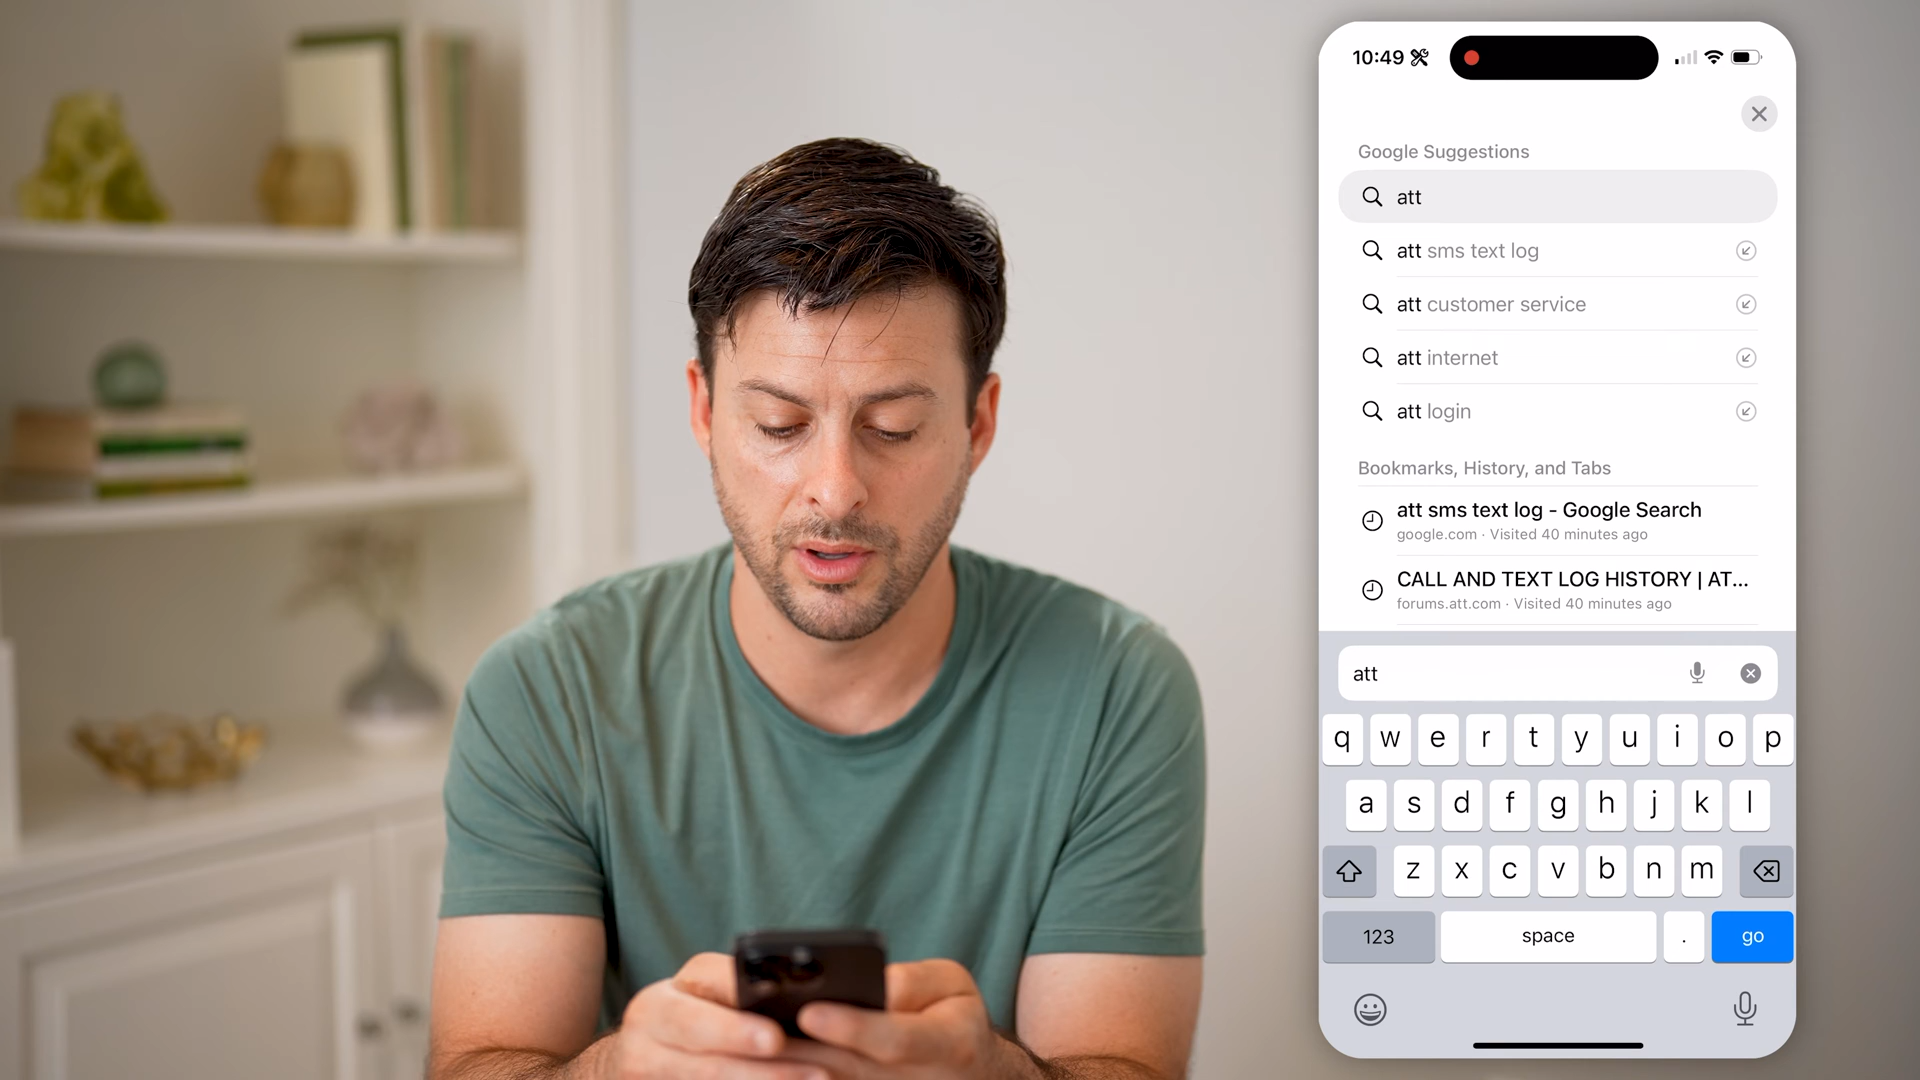 10:49
Google Suggestions
att
att sms text log
att customer service
att internet
att login
Bookmarks, History, and Tabs
att sms text log - Google Search
google.com · Visited 40 minutes ago
CALL AND TEXT LOG HISTORY | AT...
forums.att.com · Visited 40 minutes ago
att
q w e r t y u i o p
a s d f g h j k l
z x c v b n m
123 space . go